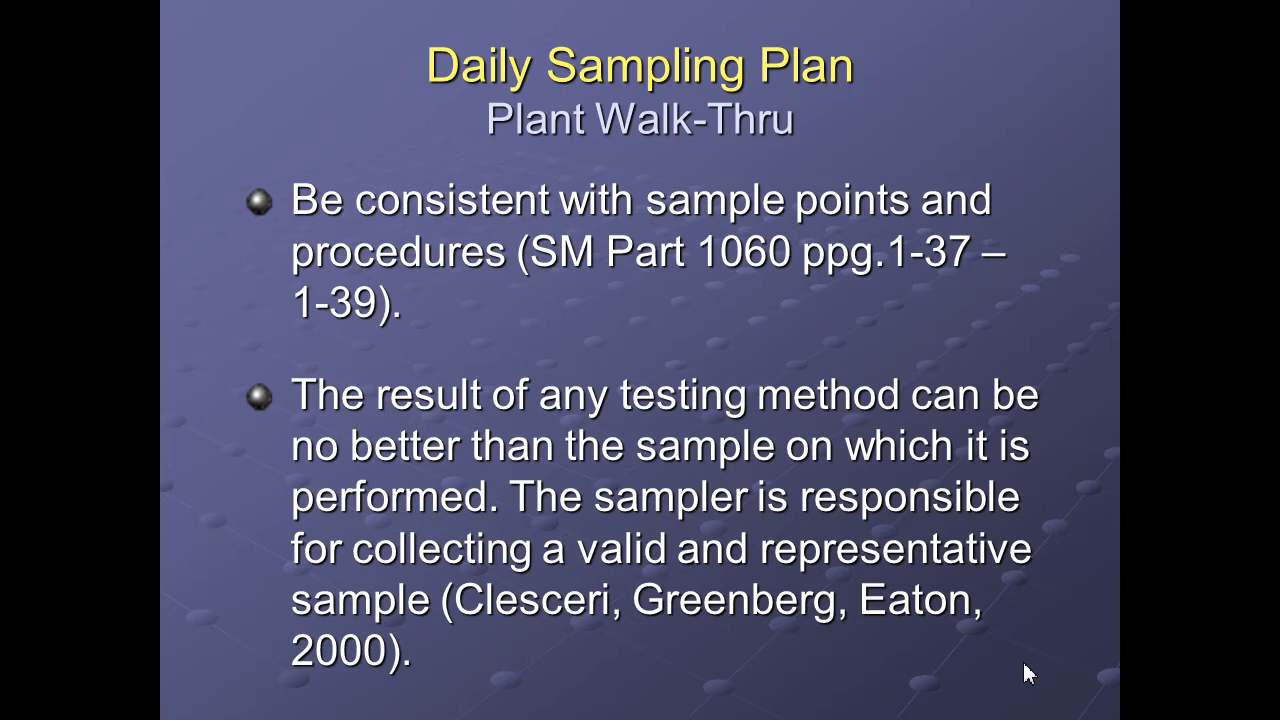 Daily Sampling Plan
Plant Walk-Thru
Be consistent with sample points and
procedures (SM Part 1060 ppg.1-37 –
1-39).
The result of any testing method can be
no better than the sample on which it is
performed. The sampler is responsible
for collecting a valid and representative
sample (Clesceri, Greenberg, Eaton,
2000).